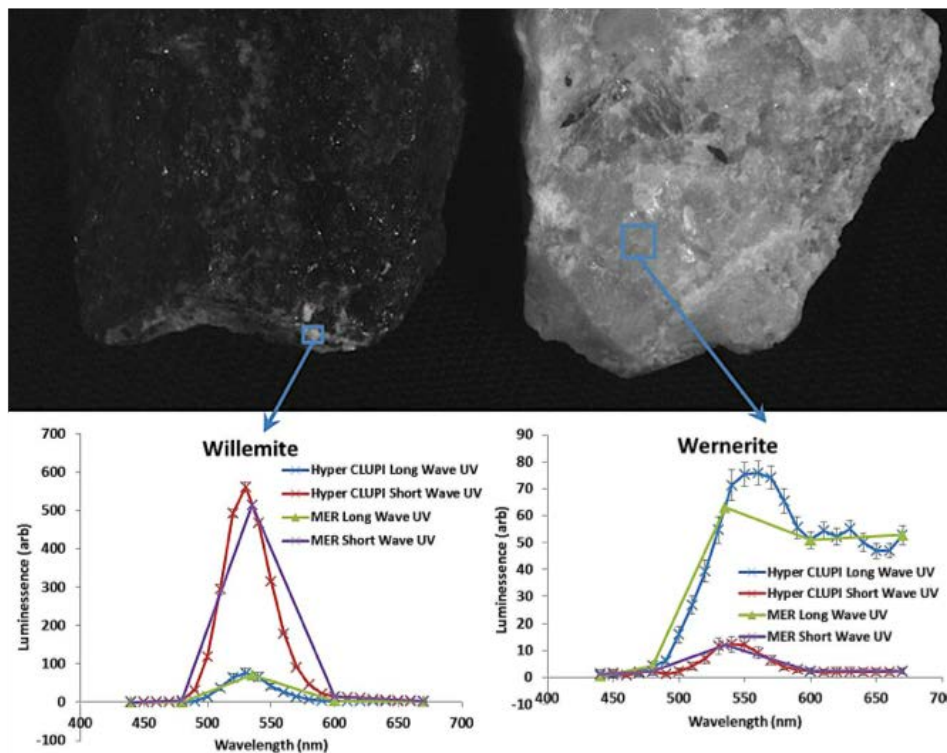 Willemite
Hyper CLUPI Long Wave UV
Hyper CLUPI Short Wave UV
MER Long Wave UV
MER Short Wave UV
Luminessence (arb)
700
600
500
400
300
200
100
0
-100
400 450 500 550 600 650 700
Wavelength (nm)
Wernerite
Hyper CLUPI Long Wave UV
Hyper CLUPI Short Wave UV
MER Long Wave UV
MER Short Wave UV
Luminessence (arb)
90
80
70
60
50
40
30
20
10
0
-10
400 450 500 550 600 650 700
Wavelength (nm)